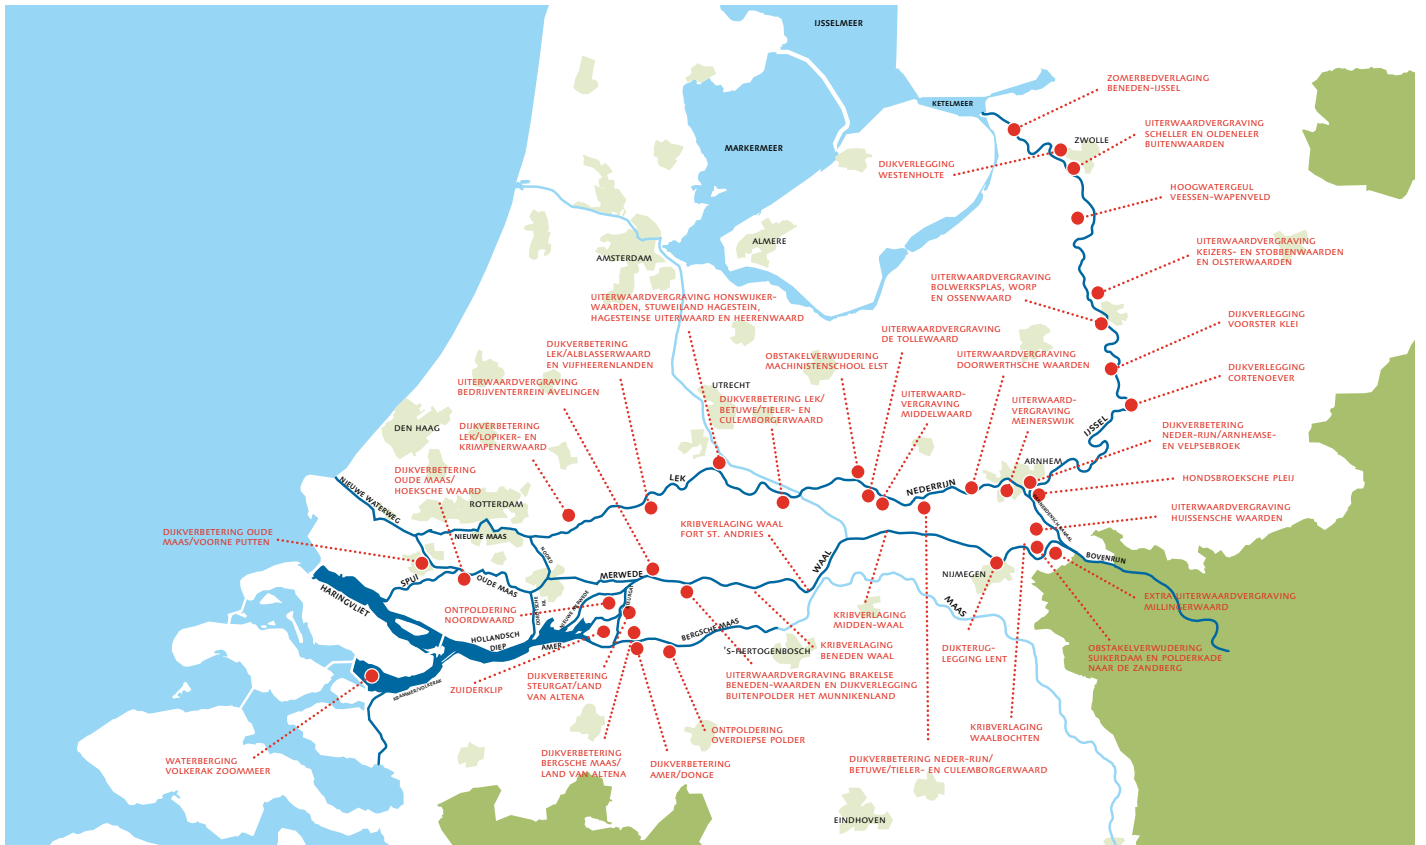 IJSSELMEER
ZOMERBEDVERLAGING
BENEDEN-IJSSEL
KETELMEER
UITERWAARDVERGRAVING
SCHELLER EN OLDENELER
BUITENWAARDEN
ZWOLLE
MARKERMEER
DIJKVERLEGGING
WESTENHOLTE
HOOGWATERGEUL
VEESSEN-WAPENVELD
ALMERE
AMSTERDAM
UITERWAARDVERGRAVING
KEIZERS- EN STOBBENWAARDEN
EN OLSTERWAARDEN
UITERWAARDVERGRAVING
BOLWERKSPLAS, WORP
EN OSSENWAARD
UITERWAARDVERGRAVING HONSWIJKER-
WAARDEN, STUWEILAND HAGESTEIN,
HAGESTEINSE UITERWAARD EN HEERENWAARD
DIJKVERLEGGING
VOORSTER KLEI
UITERWAARDVERGRAVING
DE TOLLEWAARD
DIJKVERBETERING
LEK/ALBLASSERWAARD
EN VIJFHEERENLANDEN
OBSTAKELVERWIJDERING
MACHINISTENSCHOOL ELST
UITERWAARDVERGRAVING
DOORWERTHSCHE WAARDEN
DIJKVERLEGGING
CORTENOEVER
UITERWAARDVERGRAVING
BEDRIJVENTERREIN AVELINGEN
UTRECHT
DIJKVERBETERING LEK/
BETUWE/TIELER- EN
CULEMBORGERWAARD
UITERWAARD-
VERGRAVING
MIDDELWAARD
UITERWAARD-
VERGRAVING
MEINERSWIJK
IJSSEL
DEN HAAG
DIJKVERBETERING
LEK/LOPIKER- EN
KRIMPENERWAARD
DIJKVERBETERING
NEDER-RIJN/ARNHEMSE-
EN VELPSEBROEK
ARNHEM
DIJKVERBETERING
OUDE MAAS/
HOEKSCHE WAARD
LEK
NEDERRIJN
HONDSBROEKSCHE PLEIJ
NIEUWE WATERWEG
ROTTERDAM
UITERWAARDVERGRAVING
HUISSENSCHE WAARDEN
PANNERDENSCH KANAAL
KRIBVERLAGING WAAL
FORT ST. ANDRIES
DIJKVERBETERING OUDE
MAAS/VOORNE PUTTEN
NIEUWE MAAS
NOORD
WAAL
BOVENRIJN
NIJMEGEN
SPUI
OUDE MAAS
MERWEDE
HARINGVLIET
NIEUWE MERWEDE
MAAS
EXTRA UITERWAARDVERGRAVING
MILLINGERWAARD
ONTPOLDERING
NOORDWAARD
KRIBVERLAGING
MIDDEN-WAAL
BERGSCHE MAAS
HOLLANDSCH
DIEP
AMER
'S-HERTOGENBOSCH
KRIBVERLAGING
BENEDEN WAAL
DIJKTERUG-
LEGGING LENT
OBSTAKELVERWIJDERING
SUIKERDAM EN POLDERKADE
NAAR DE ZANDBERG
KRAMMER/VOLKERAK
ZUIDERKLIP
DIJKVERBETERING
STEURGAT/LAND
VAN ALTENA
UITERWAARDVERGRAVING BRAKELSE
BENEDEN-WAARDEN EN DIJKVERLEGGING
BUITENPOLDER HET MUNNIKENLAND
KRIBVERLAGING
WAALBOCHTEN
ONTPOLDERING
OVERDIEPSE POLDER
WATERBERGING
VOLKERAK ZOOMMEER
DIJKVERBETERING
BERGSCHE MAAS/
LAND VAN ALTENA
DIJKVERBETERING
AMER/DONGE
DIJKVERBETERING NEDER-RIJN/
BETUWE/TIELER- EN CULEMBORGERWAARD
EINDHOVEN